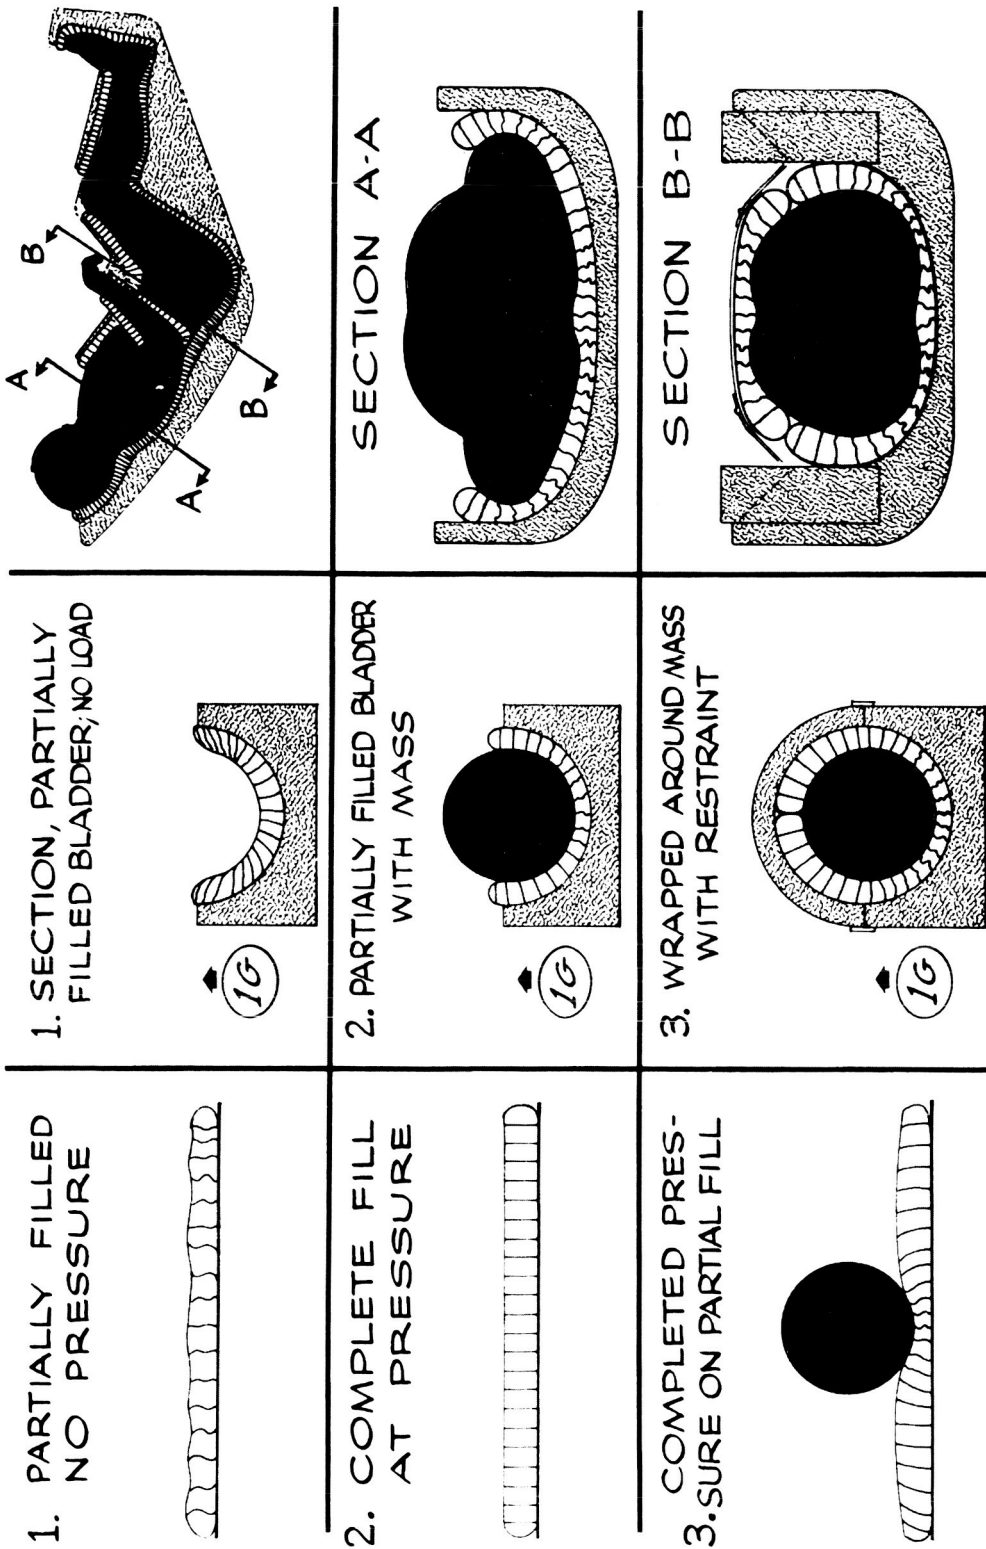 1. PARTIALLY FILLED
NO PRESSURE
1. SECTION, PARTIALLY
FILLED BLADDER; NO LOAD
1G
A
B
A
B
2. COMPLETE FILL
AT PRESSURE
2. PARTIALLY FILLED BLADDER
WITH MASS
1G
SECTION A-A
COMPLETED PRES-
3. SURE ON PARTIAL FILL
3. WRAPPED AROUND MASS
WITH RESTRAINT
1G
SECTION B-B